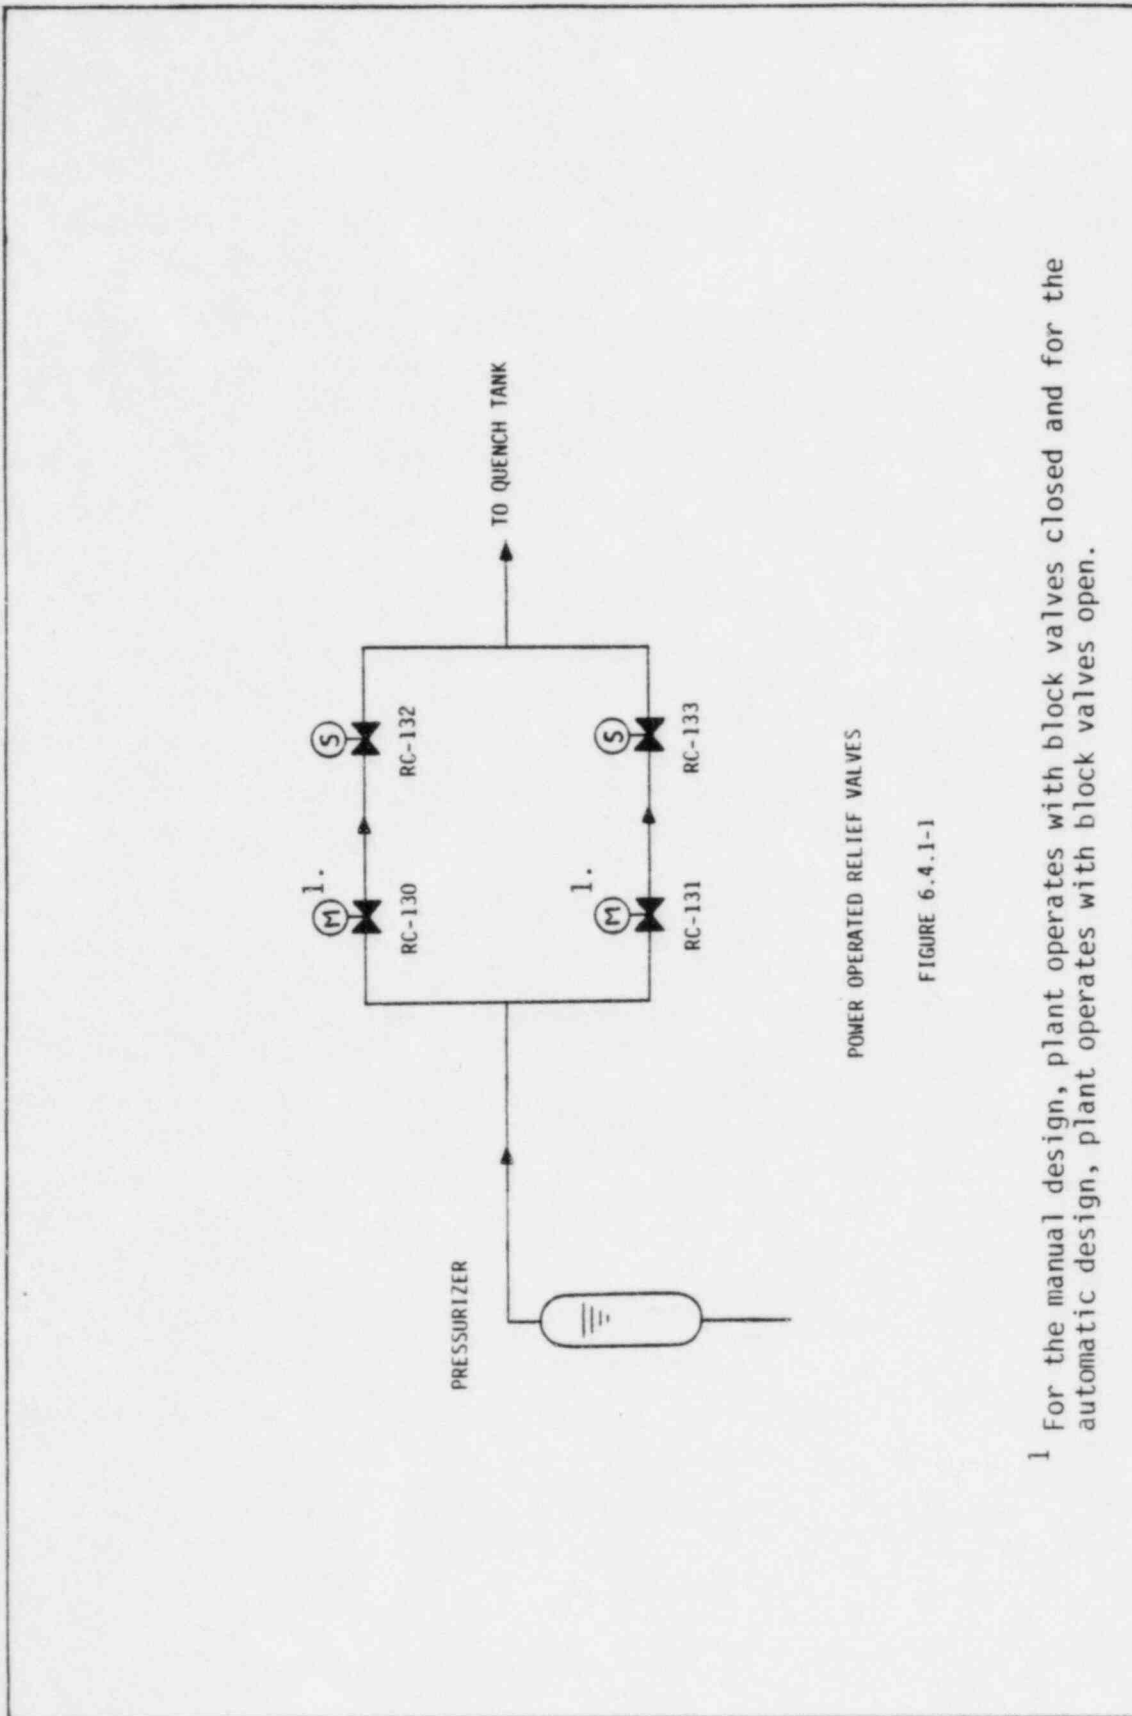 PRESSURIZER
M
1.
RC-130
S
RC-132
M
1.
RC-131
S
RC-133
TO QUENCH TANK
POWER OPERATED RELIEF VALVES
FIGURE 6.4.1-1
1 For the manual design, plant operates with block valves closed and for the
automatic design, plant operates with block valves open.